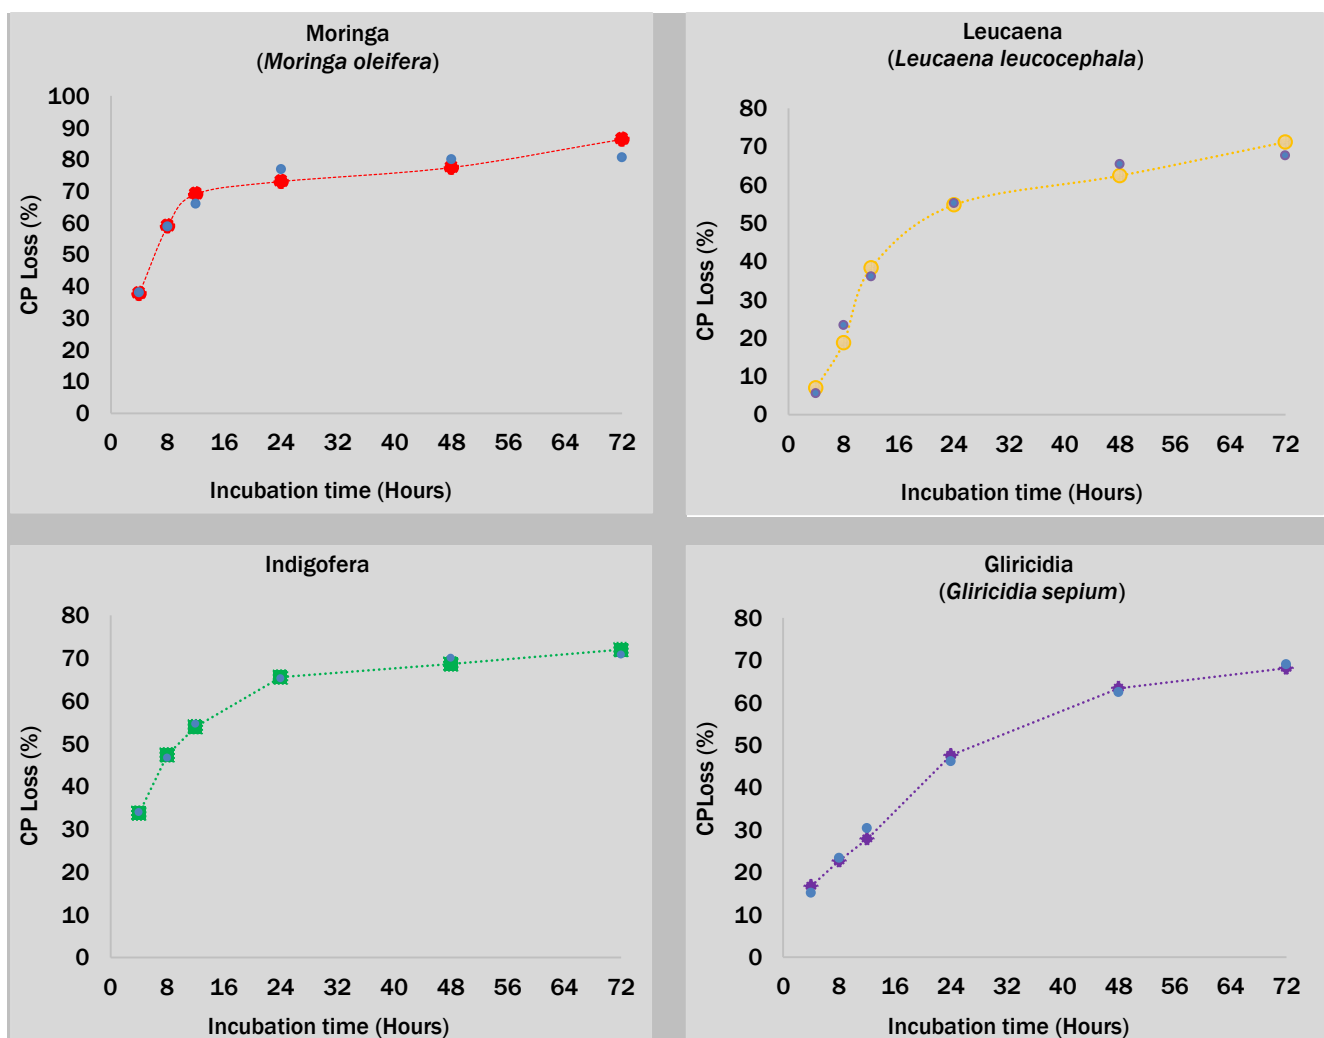 Moringa
(Moringa oleifera)
100
90
80
70
60
50
40
30
20
10
0
CP Loss (%)
0 8 16 24 32 40 48 56 64 72
Incubation time (Hours)
Leucaena
(Leucaena leucocephala)
80
70
60
50
40
30
20
10
0
CP Loss (%)
0 8 16 24 32 40 48 56 64 72
Incubation time (Hours)
Indigofera
80
70
60
50
40
30
20
10
0
CP Loss (%)
0 8 16 24 32 40 48 56 64 72
Incubation time (Hours)
Gliricidia
(Gliricidia sepium)
80
70
60
50
40
30
20
10
0
CPLoss (%)
0 8 16 24 32 40 48 56 64 72
Incubation time (Hours)